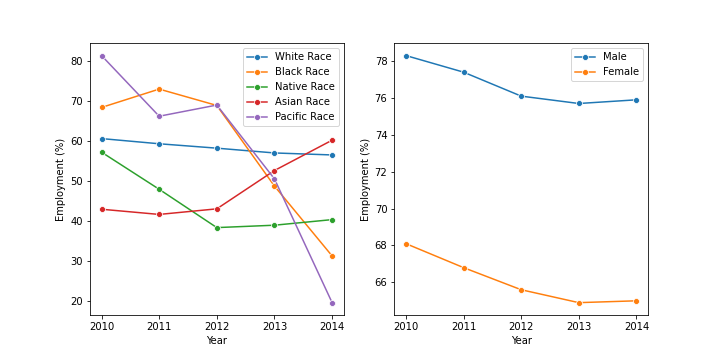 80
70
60
50
40
30
20
Employment (%)
2010 2011 2012 2013 2014
Year
White Race
Black Race
Native Race
Asian Race
Pacific Race
78
76
74
72
70
68
66
Employment (%)
2010 2011 2012 2013 2014
Year
Male
Female